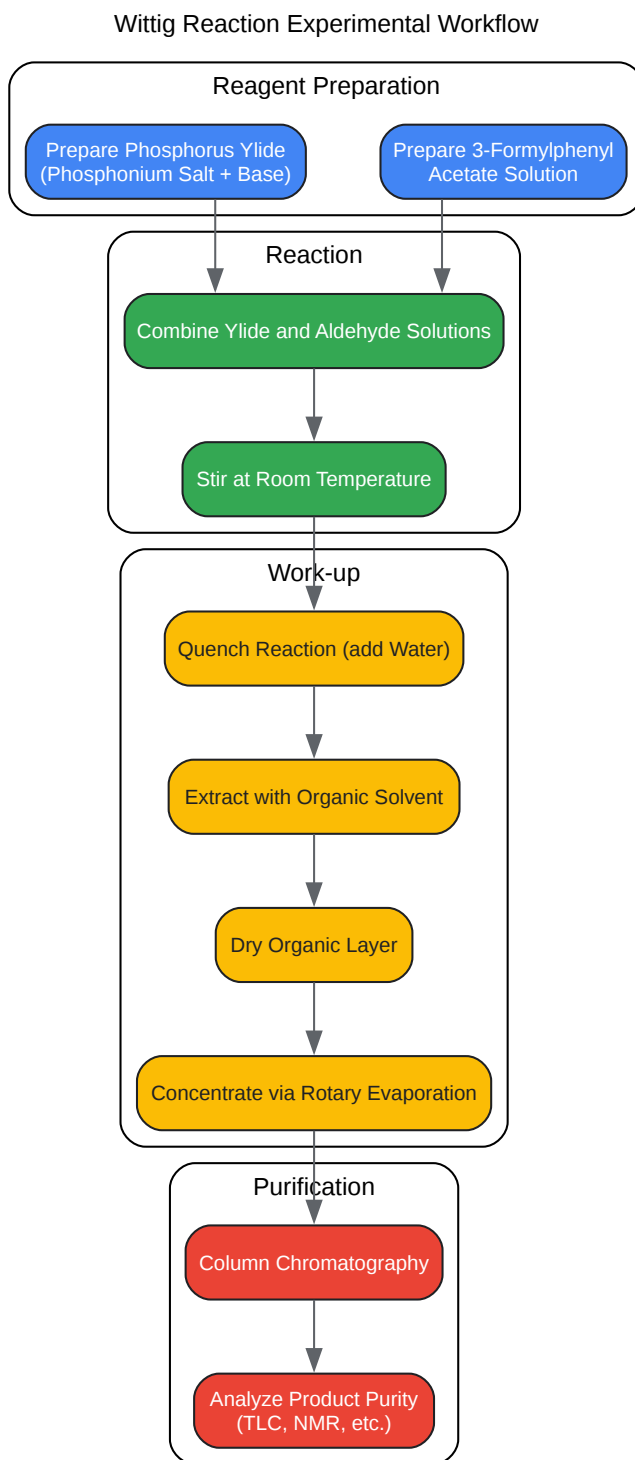 Wittig Reaction Experimental Workflow
Reagent Preparation
Prepare Phosphorus Ylide
(Phosphonium Salt + Base)
Prepare 3-Formylphenyl
Acetate Solution
Reaction
Combine Ylide and Aldehyde Solutions
Stir at Room Temperature
Work-up
Quench Reaction (add Water)
Extract with Organic Solvent
Dry Organic Layer
Concentrate via Rotary Evaporation
Purification
Column Chromatography
Analyze Product Purity
(TLC, NMR, etc.)